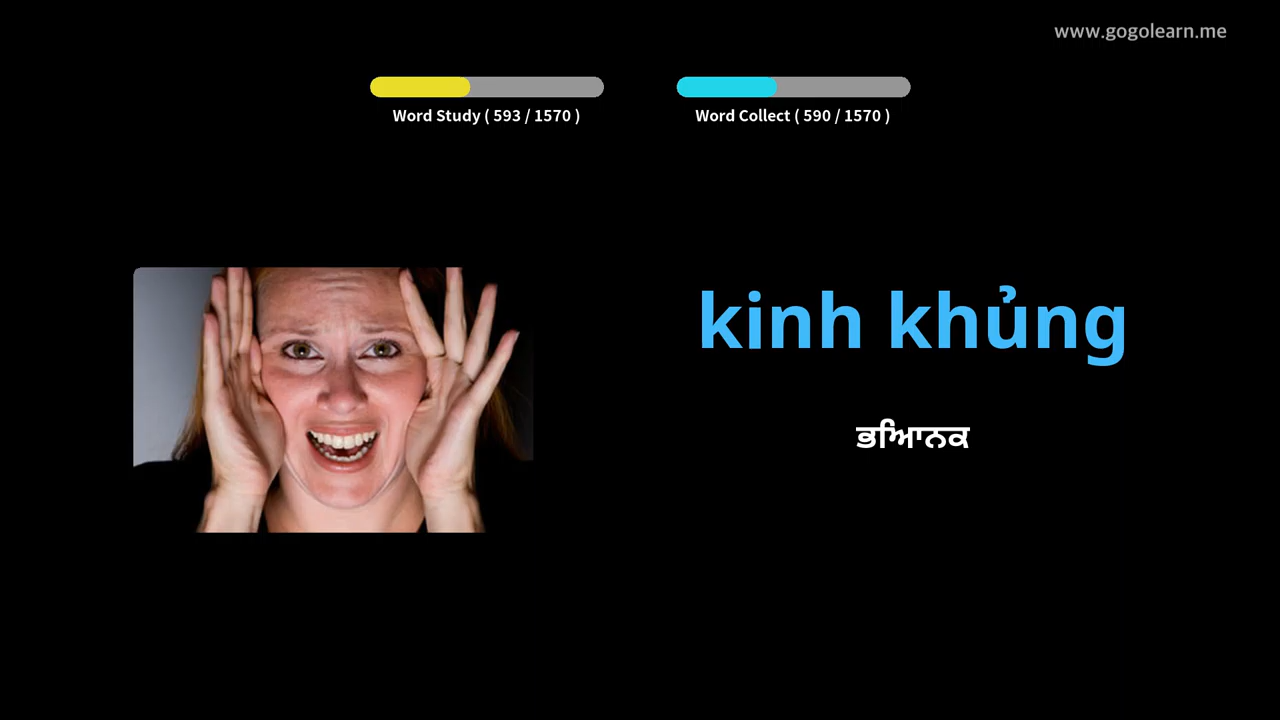 www.gogolearn.me
Word Study ( 593 / 1570 )
Word Collect ( 590 / 1570 )
kinh khủng
ਭਿਆਨਕ